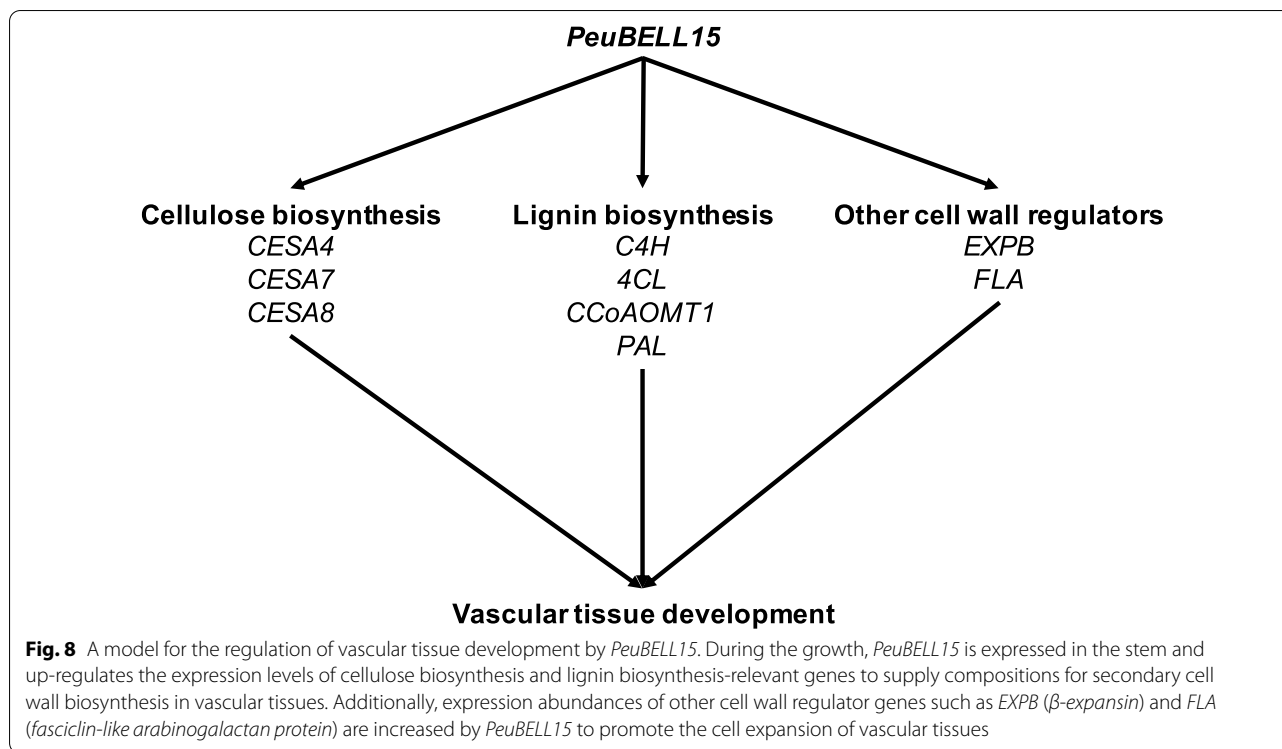 PeuBELL15
Cellulose biosynthesis
CESA4
CESA7
CESA8
Lignin biosynthesis
C4H
4CL
CCoAOMT1
PAL
Other cell wall regulators
EXPB
FLA
Vascular tissue development
Fig. 8 A model for the regulation of vascular tissue development by PeuBELL15. During the growth, PeuBELL15 is expressed in the stem and
up-regulates the expression levels of cellulose biosynthesis and lignin biosynthesis-relevant genes to supply compositions for secondary cell
wall biosynthesis in vascular tissues. Additionally, expression abundances of other cell wall regulator genes such as EXPB (β-expansin) and FLA
(fasciclin-like arabinogalactan protein) are increased by PeuBELL15 to promote the cell expansion of vascular tissues